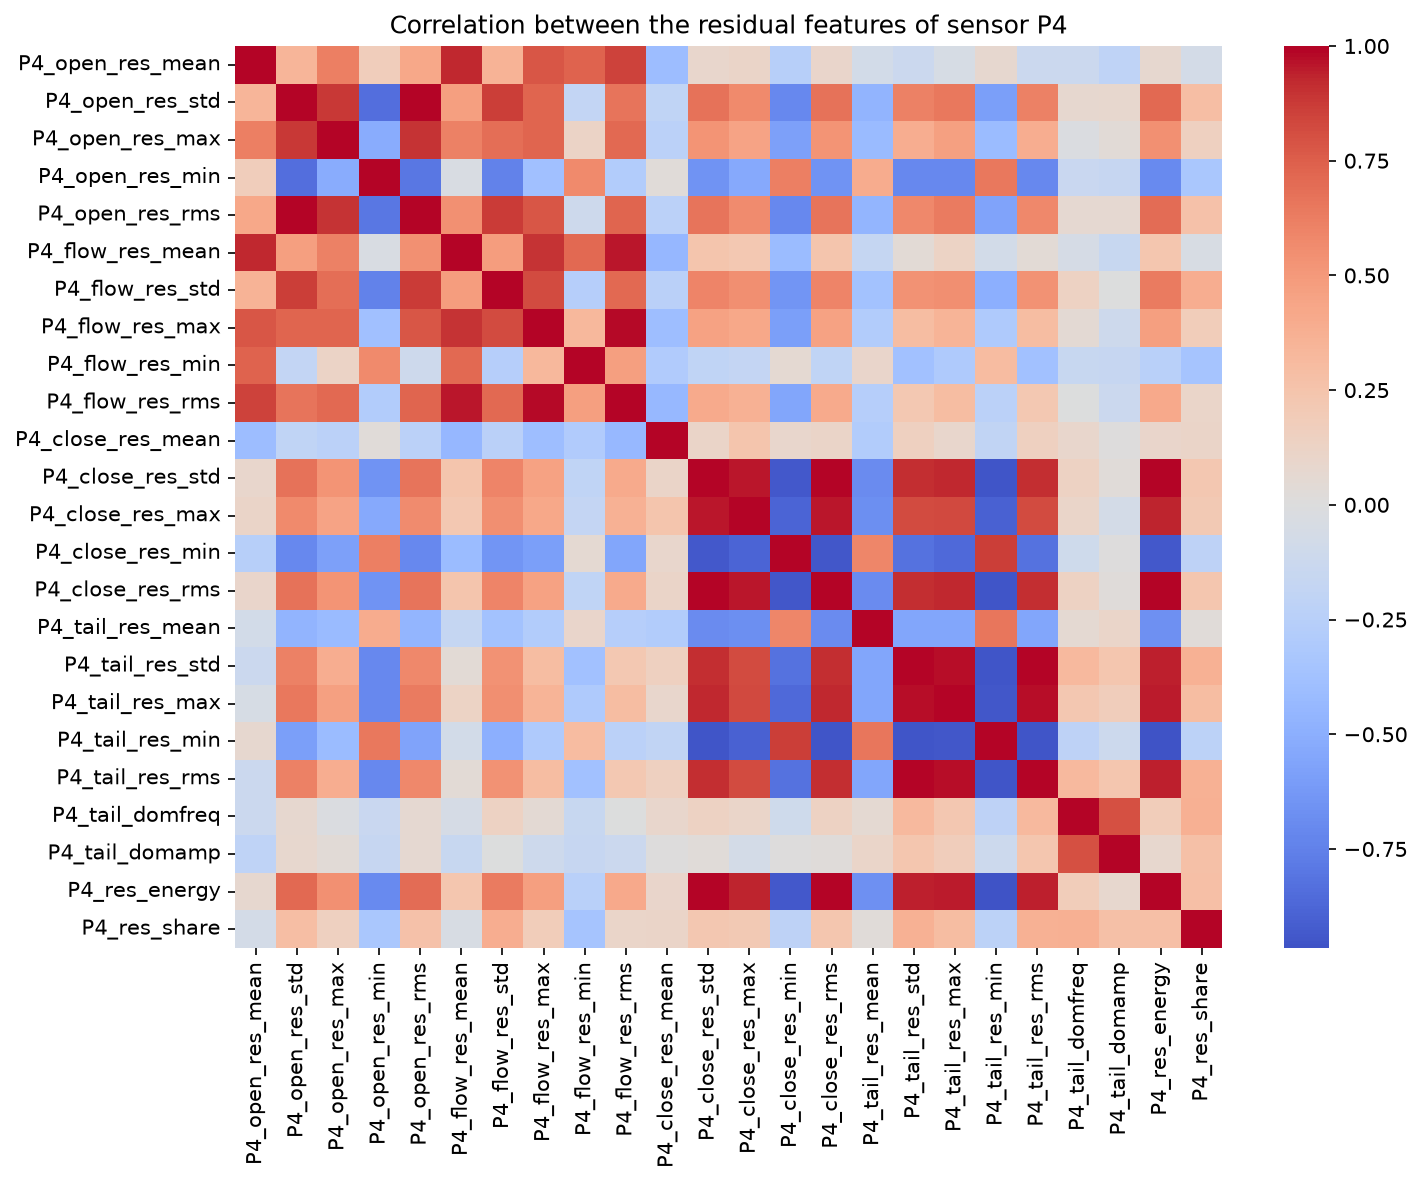 Correlation between the residual features of sensor P4
P4_open_res_mean
P4_open_res_std
P4_open_res_max
P4_open_res_min
P4_open_res_rms
P4_flow_res_mean
P4_flow_res_std
P4_flow_res_max
P4_flow_res_min
P4_flow_res_rms
P4_close_res_mean
P4_close_res_std
P4_close_res_max
P4_close_res_min
P4_close_res_rms
P4_tail_res_mean
P4_tail_res_std
P4_tail_res_max
P4_tail_res_min
P4_tail_res_rms
P4_tail_domfreq
P4_tail_domamp
P4_res_energy
P4_res_share
P4_open_res_mean
P4_open_res_std
P4_open_res_max
P4_open_res_min
P4_open_res_rms
P4_flow_res_mean
P4_flow_res_std
P4_flow_res_max
P4_flow_res_min
P4_flow_res_rms
P4_close_res_mean
P4_close_res_std
P4_close_res_max
P4_close_res_min
P4_close_res_rms
P4_tail_res_mean
P4_tail_res_std
P4_tail_res_max
P4_tail_res_min
P4_tail_res_rms
P4_tail_domfreq
P4_tail_domamp
P4_res_energy
P4_res_share
1.00
0.75
0.50
0.25
0.00
−0.25
−0.50
−0.75